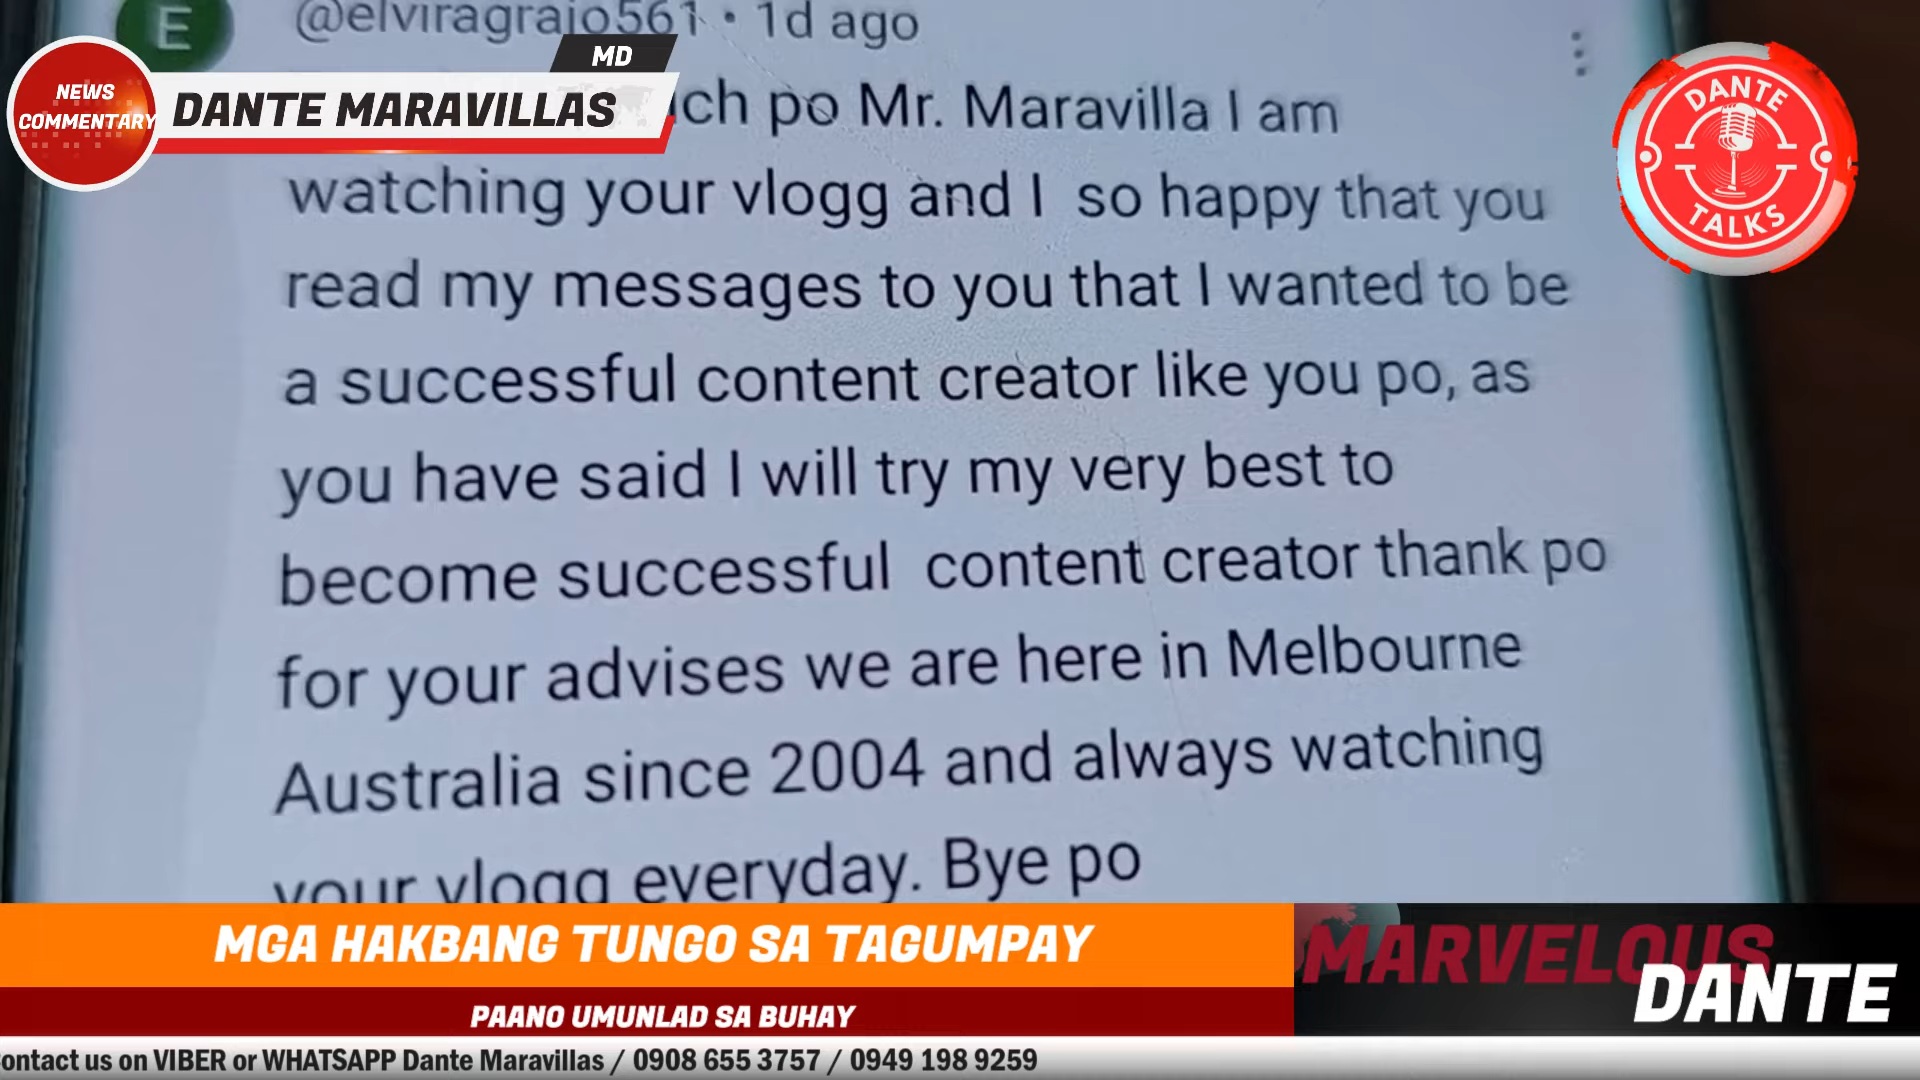 @elviragrajo561 • 1d ago
MD
NEWS
COMMENTARY
DANTE MARAVILLAS
ch po Mr. Maravilla I am
watching your vlogg and I so happy that you
read my messages to you that I wanted to be
a successful content creator like you po, as
you have said I will try my very best to
become successful content creator thank po
for your advises we are here in Melbourne
Australia since 2004 and always watching
your vlogg everyday. Bye po
DANTE
TALKS
MGA HAKBANG TUNGO SA TAGUMPAY
PAANO UMUNLAD SA BUHAY
MARVELOUS
DANTE
ontact us on VIBER or WHATSAPP Dante Maravillas / 0908 655 3757 / 0949 198 9259